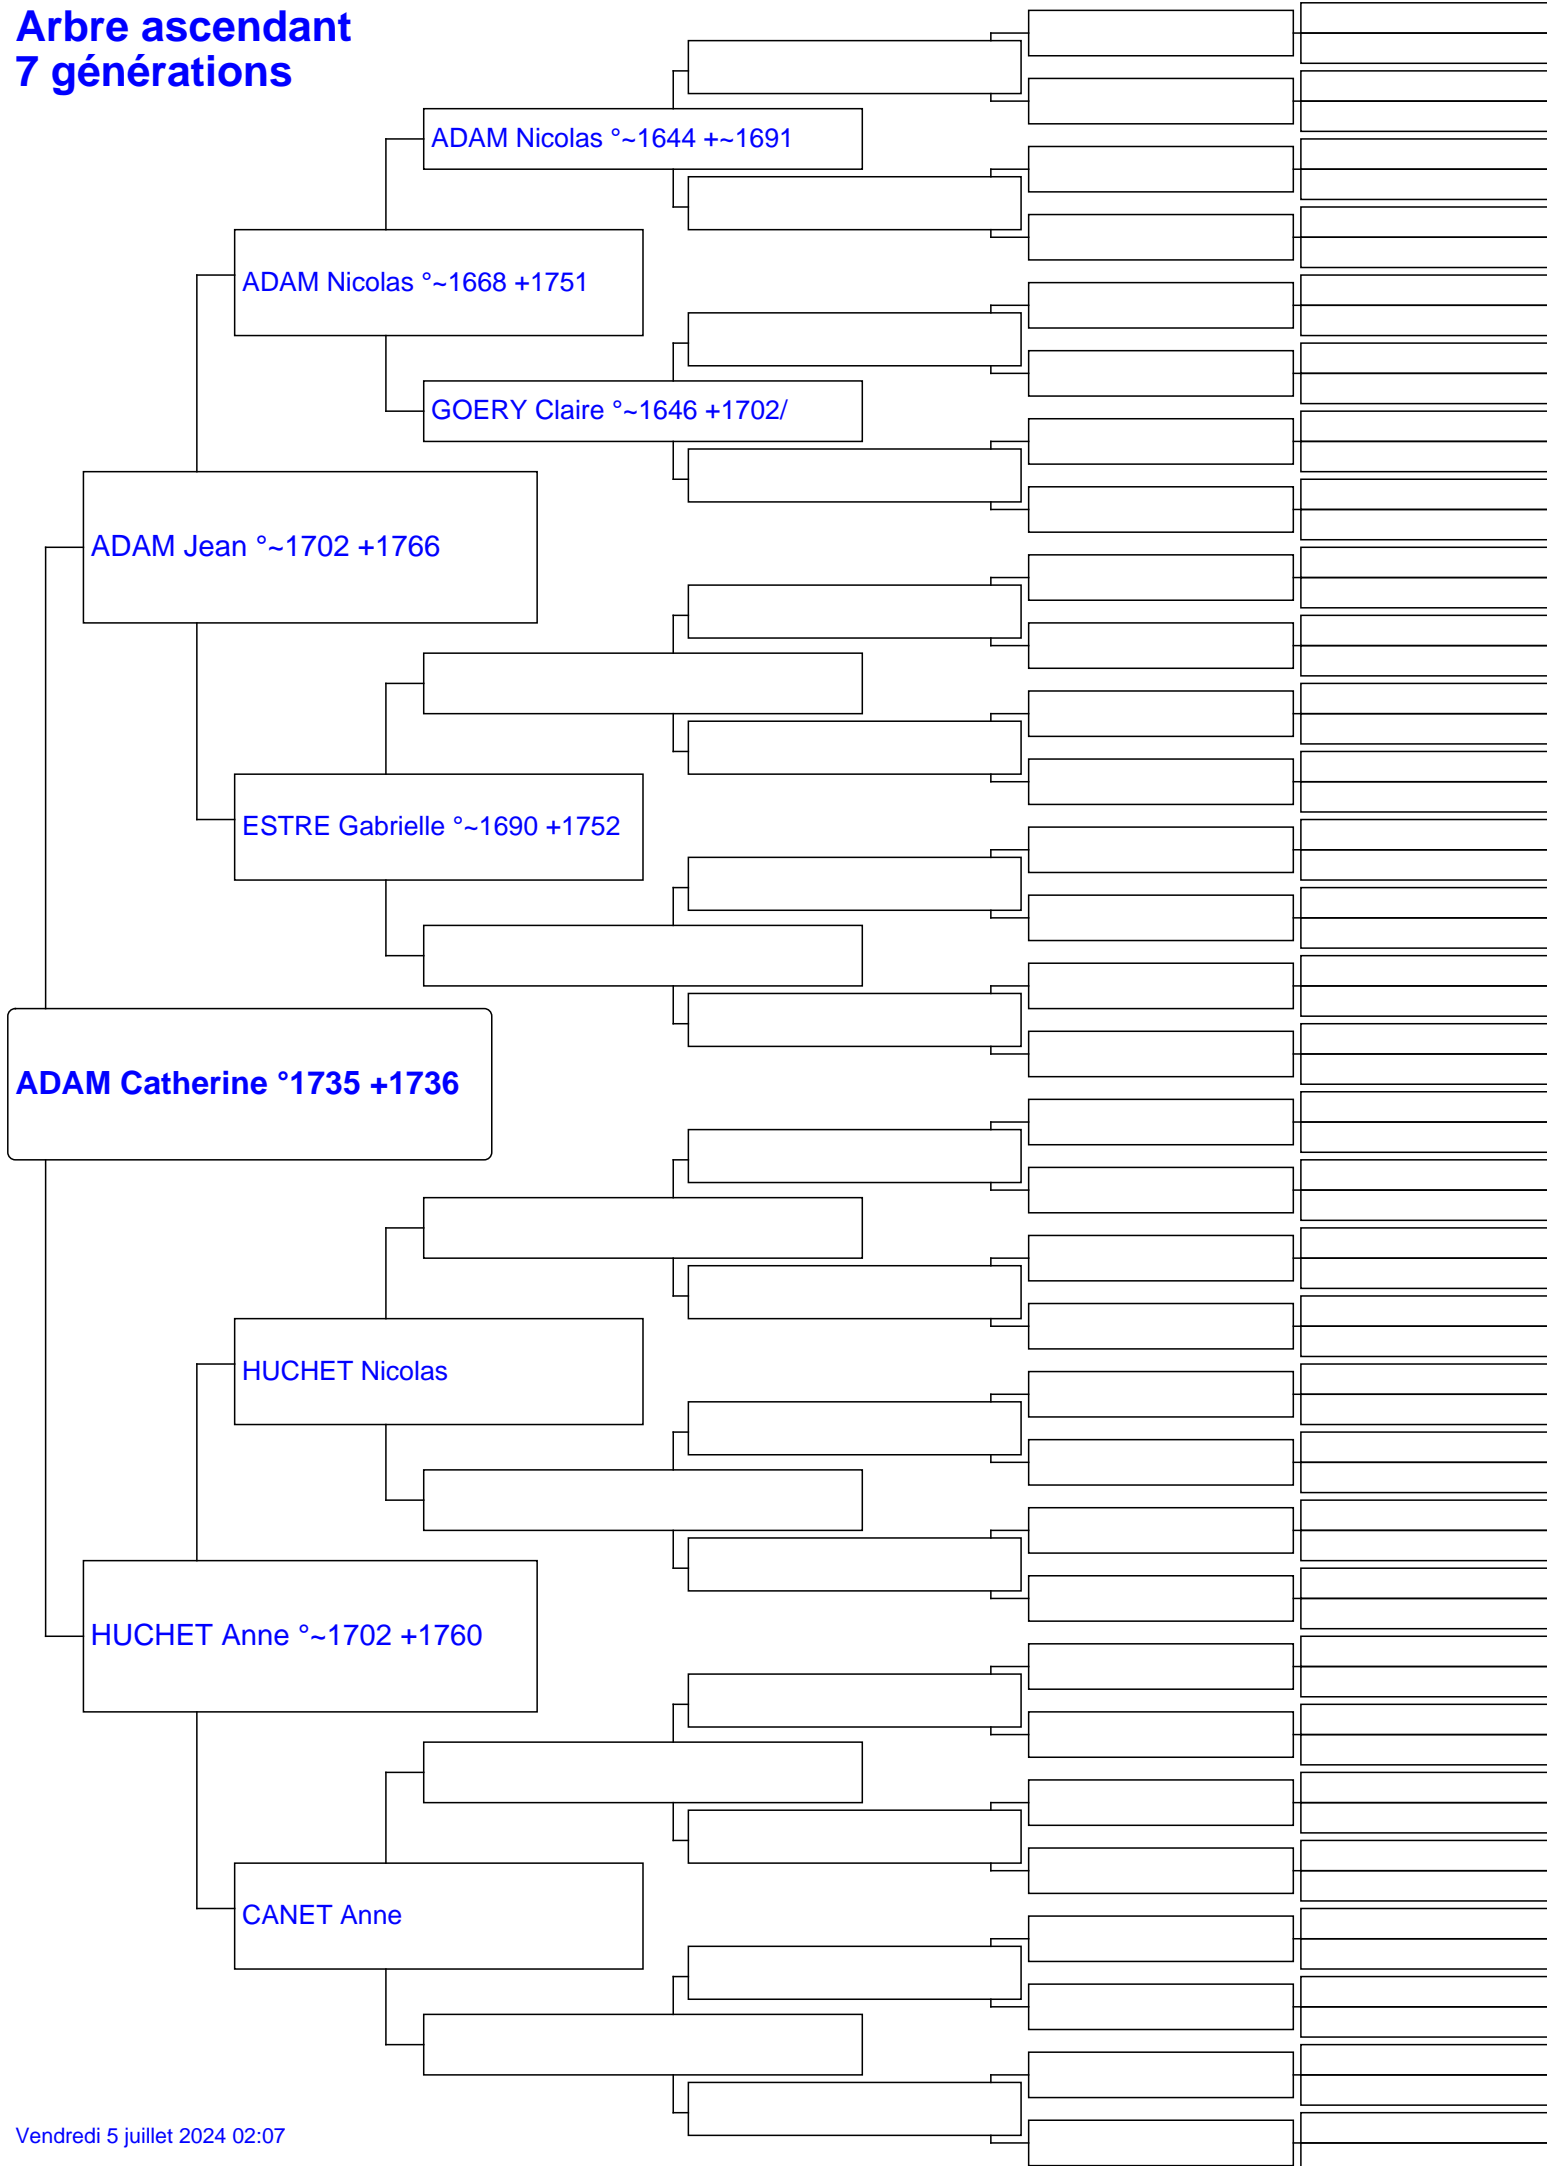 Arbre ascendant
7 générations
ADAM Nicolas °~1644 +~1691
ADAM Nicolas °~1668 +1751
GOERY Claire °~1646 +1702/
ADAM Jean °~1702 +1766
ESTRE Gabrielle °~1690 +1752
ADAM Catherine °1735 +1736
HUCHET Nicolas
HUCHET Anne °~1702 +1760
CANET Anne
Vendredi 5 juillet 2024 02:07